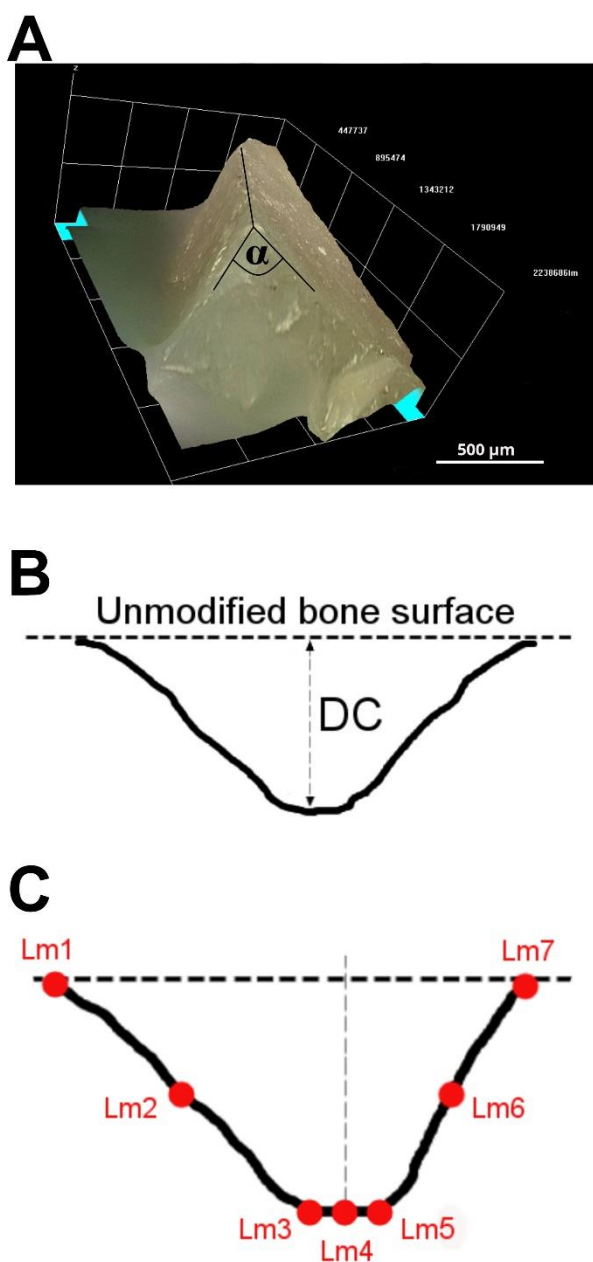 A
z
447737
895474
1343212
1790949
2238686lm
α
500 µm
B
Unmodified bone surface
DC
C
Lm1
Lm7
Lm2
Lm6
Lm3
Lm5
Lm4